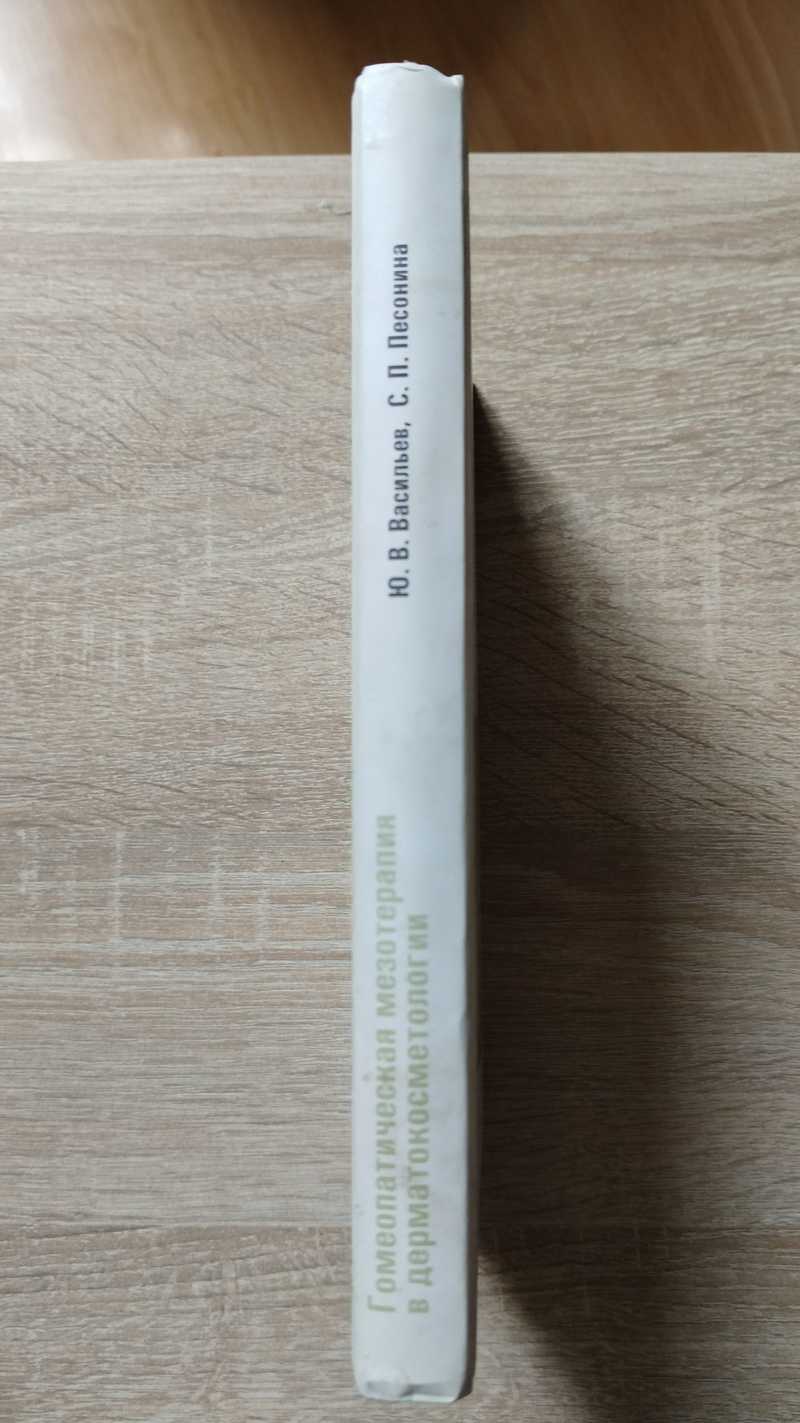 Гомеопатическая мезотерапия
в дерматокосметологии
Ю. В. Васильев, С. П. Песонина